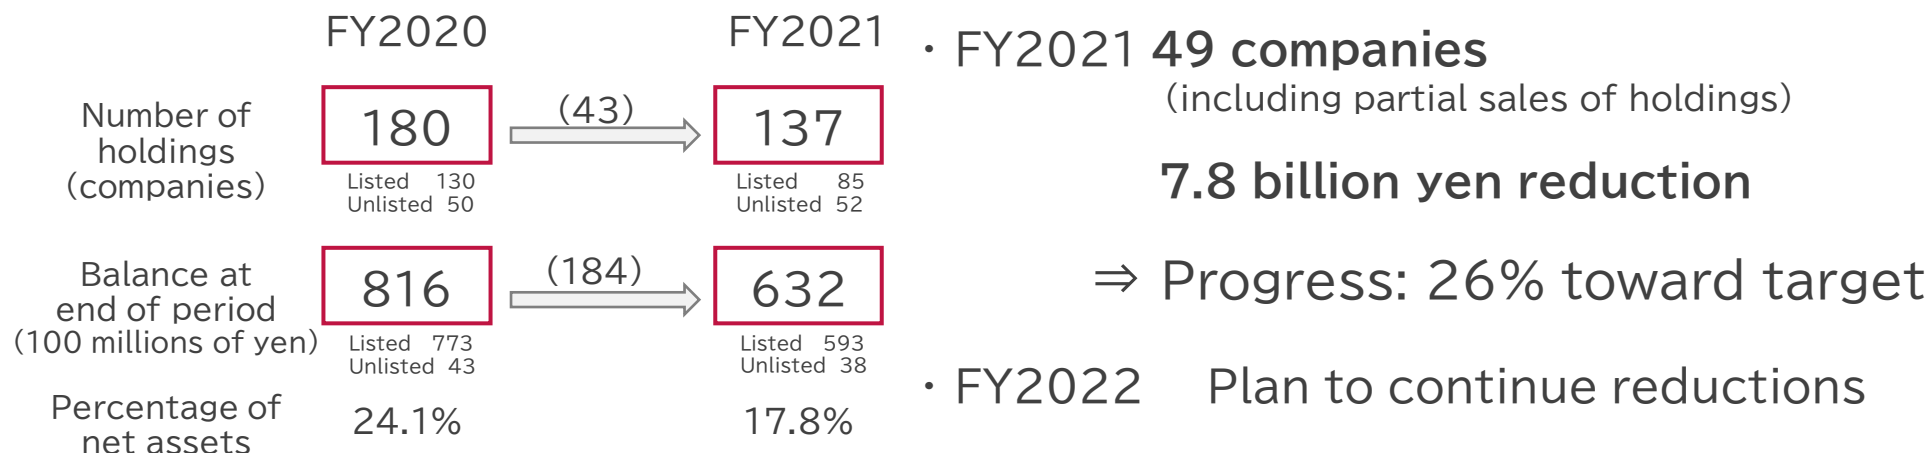 FY2020 FY2021
Number of
holdings
(companies)
180 (43) 137
Listed 130
Unlisted 50
Listed 85
Unlisted 52
Balance at
end of period
(100 millions of yen)
816 (184) 632
Listed 773
Unlisted 43
Listed 593
Unlisted 38
Percentage of
net assets
24.1% 17.8%
・FY2021 49 companies
(including partial sales of holdings)
7.8 billion yen reduction
⇒ Progress: 26% toward target
・FY2022 Plan to continue reductions